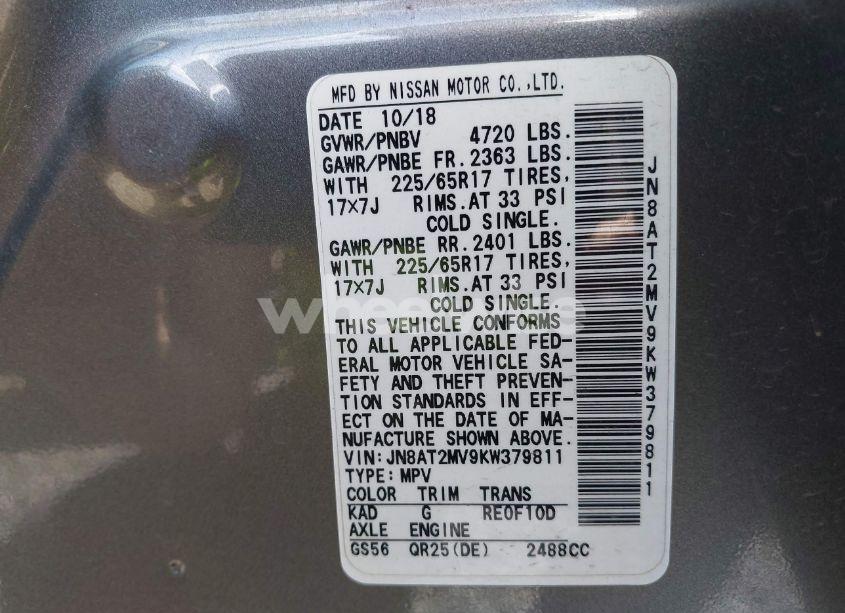 MFD BY NISSAN MOTOR CO.,LTD.
DATE 10/18
GVWR/PNBV 4720 LBS.
GAWR/PNBE FR. 2363 LBS.
WITH 225/65R17 TIRES,
17×7J RIMS.AT 33 PSI
COLD SINGLE.
GAWR/PNBE RR. 2401 LBS.
WITH 225/65R17 TIRES,
17×7J RIMS.AT 33 PSI
COLD SINGLE.
THIS VEHICLE CONFORMS
TO ALL APPLICABLE FED-
ERAL MOTOR VEHICLE SA-
FETY AND THEFT PREVEN-
TION STANDARDS IN EFF-
ECT ON THE DATE OF MA-
NUFACTURE SHOWN ABOVE.
VIN:JN8AT2MV9KW379811
TYPE:MPV
COLOR TRIM TRANS
KAD G RE0F10D
AXLE ENGINE
GS56 QR25(DE) 2488CC
JN8AT2MV9KW379811